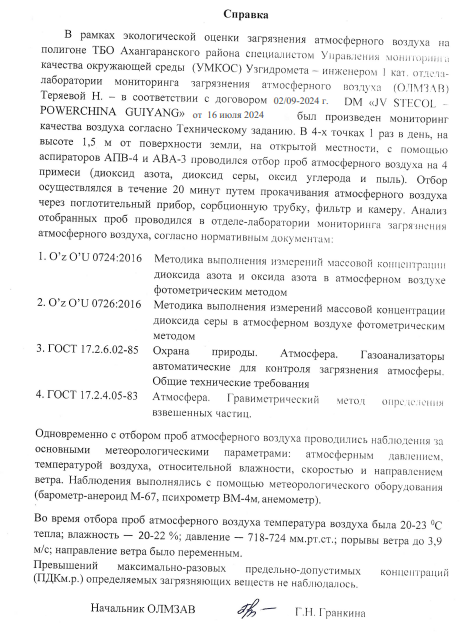 Справка
В рамках экологической оценки загрязнения атмосферного воздуха на
полигоне ТБО Ахангаранского района специалистом Управления мониторинга
качества окружающей среды (УМКОС) Узгидромета – инженером 1 кат. отдела-
лаборатории мониторинга загрязнения атмосферного воздуха (ОЛМЗАВ)
Теряевой Н. – в соответствии с договором 02/09-2024 г. DM «JV STECOL –
POWERCHINA GUIYANG» от 16 июля 2024 был произведен мониторинг
качества воздуха согласно Техническому заданию. В 4-х точках 1 раз в день, на
высоте 1,5 м от поверхности земли, на открытой местности, с помощью
аспираторов АПВ-4 и АВА-3 проводился отбор проб атмосферного воздуха на 4
примеси (диоксид азота, диоксид серы, оксид углерода и пыль). Отбор
осуществлялся в течение 20 минут путем прокачивания атмосферного воздуха
через поглотительный прибор, сорбционную трубку, фильтр и камеру. Анализ
отобранных проб проводился в отделе-лаборатории мониторинга загрязнения
атмосферного воздуха, согласно нормативным документам:
1. O’z O’U 0724:2016 Методика выполнения измерений массовой концентрации
диоксида азота и оксида азота в атмосферном воздухе
фотометрическим методом
2. O’z O’U 0726:2016 Методика выполнения измерений массовой концентрации
диоксида серы в атмосферном воздухе фотометрическим
методом
3. ГОСТ 17.2.6.02-85 Охрана природы. Атмосфера. Газоанализаторы
автоматические для контроля загрязнения атмосферы.
Общие технические требования
4. ГОСТ 17.2.4.05-83 Атмосфера. Гравиметрический метод определения
взвешенных частиц.
Одновременно с отбором проб атмосферного воздуха проводились наблюдения за
основными метеорологическими параметрами: атмосферным давлением,
температурой воздуха, относительной влажности, скоростью и направлением
ветра. Наблюдения выполнялись с помощью метеорологического оборудования
(барометр-анероид М-67, психрометр ВМ-4м, анемометр).
Во время отбора проб атмосферного воздуха температура воздуха была 20-23 ⁰С
тепла; влажность — 20-22 %; давление — 718-724 мм.рт.ст.; порывы ветра до 3,9
м/с; направление ветра было переменным.
Превышений максимально-разовых предельно-допустимых концентраций
(ПДКм.р.) определяемых загрязняющих веществ не наблюдалось.
Начальник ОЛМЗАВ Г.Н. Гранкина